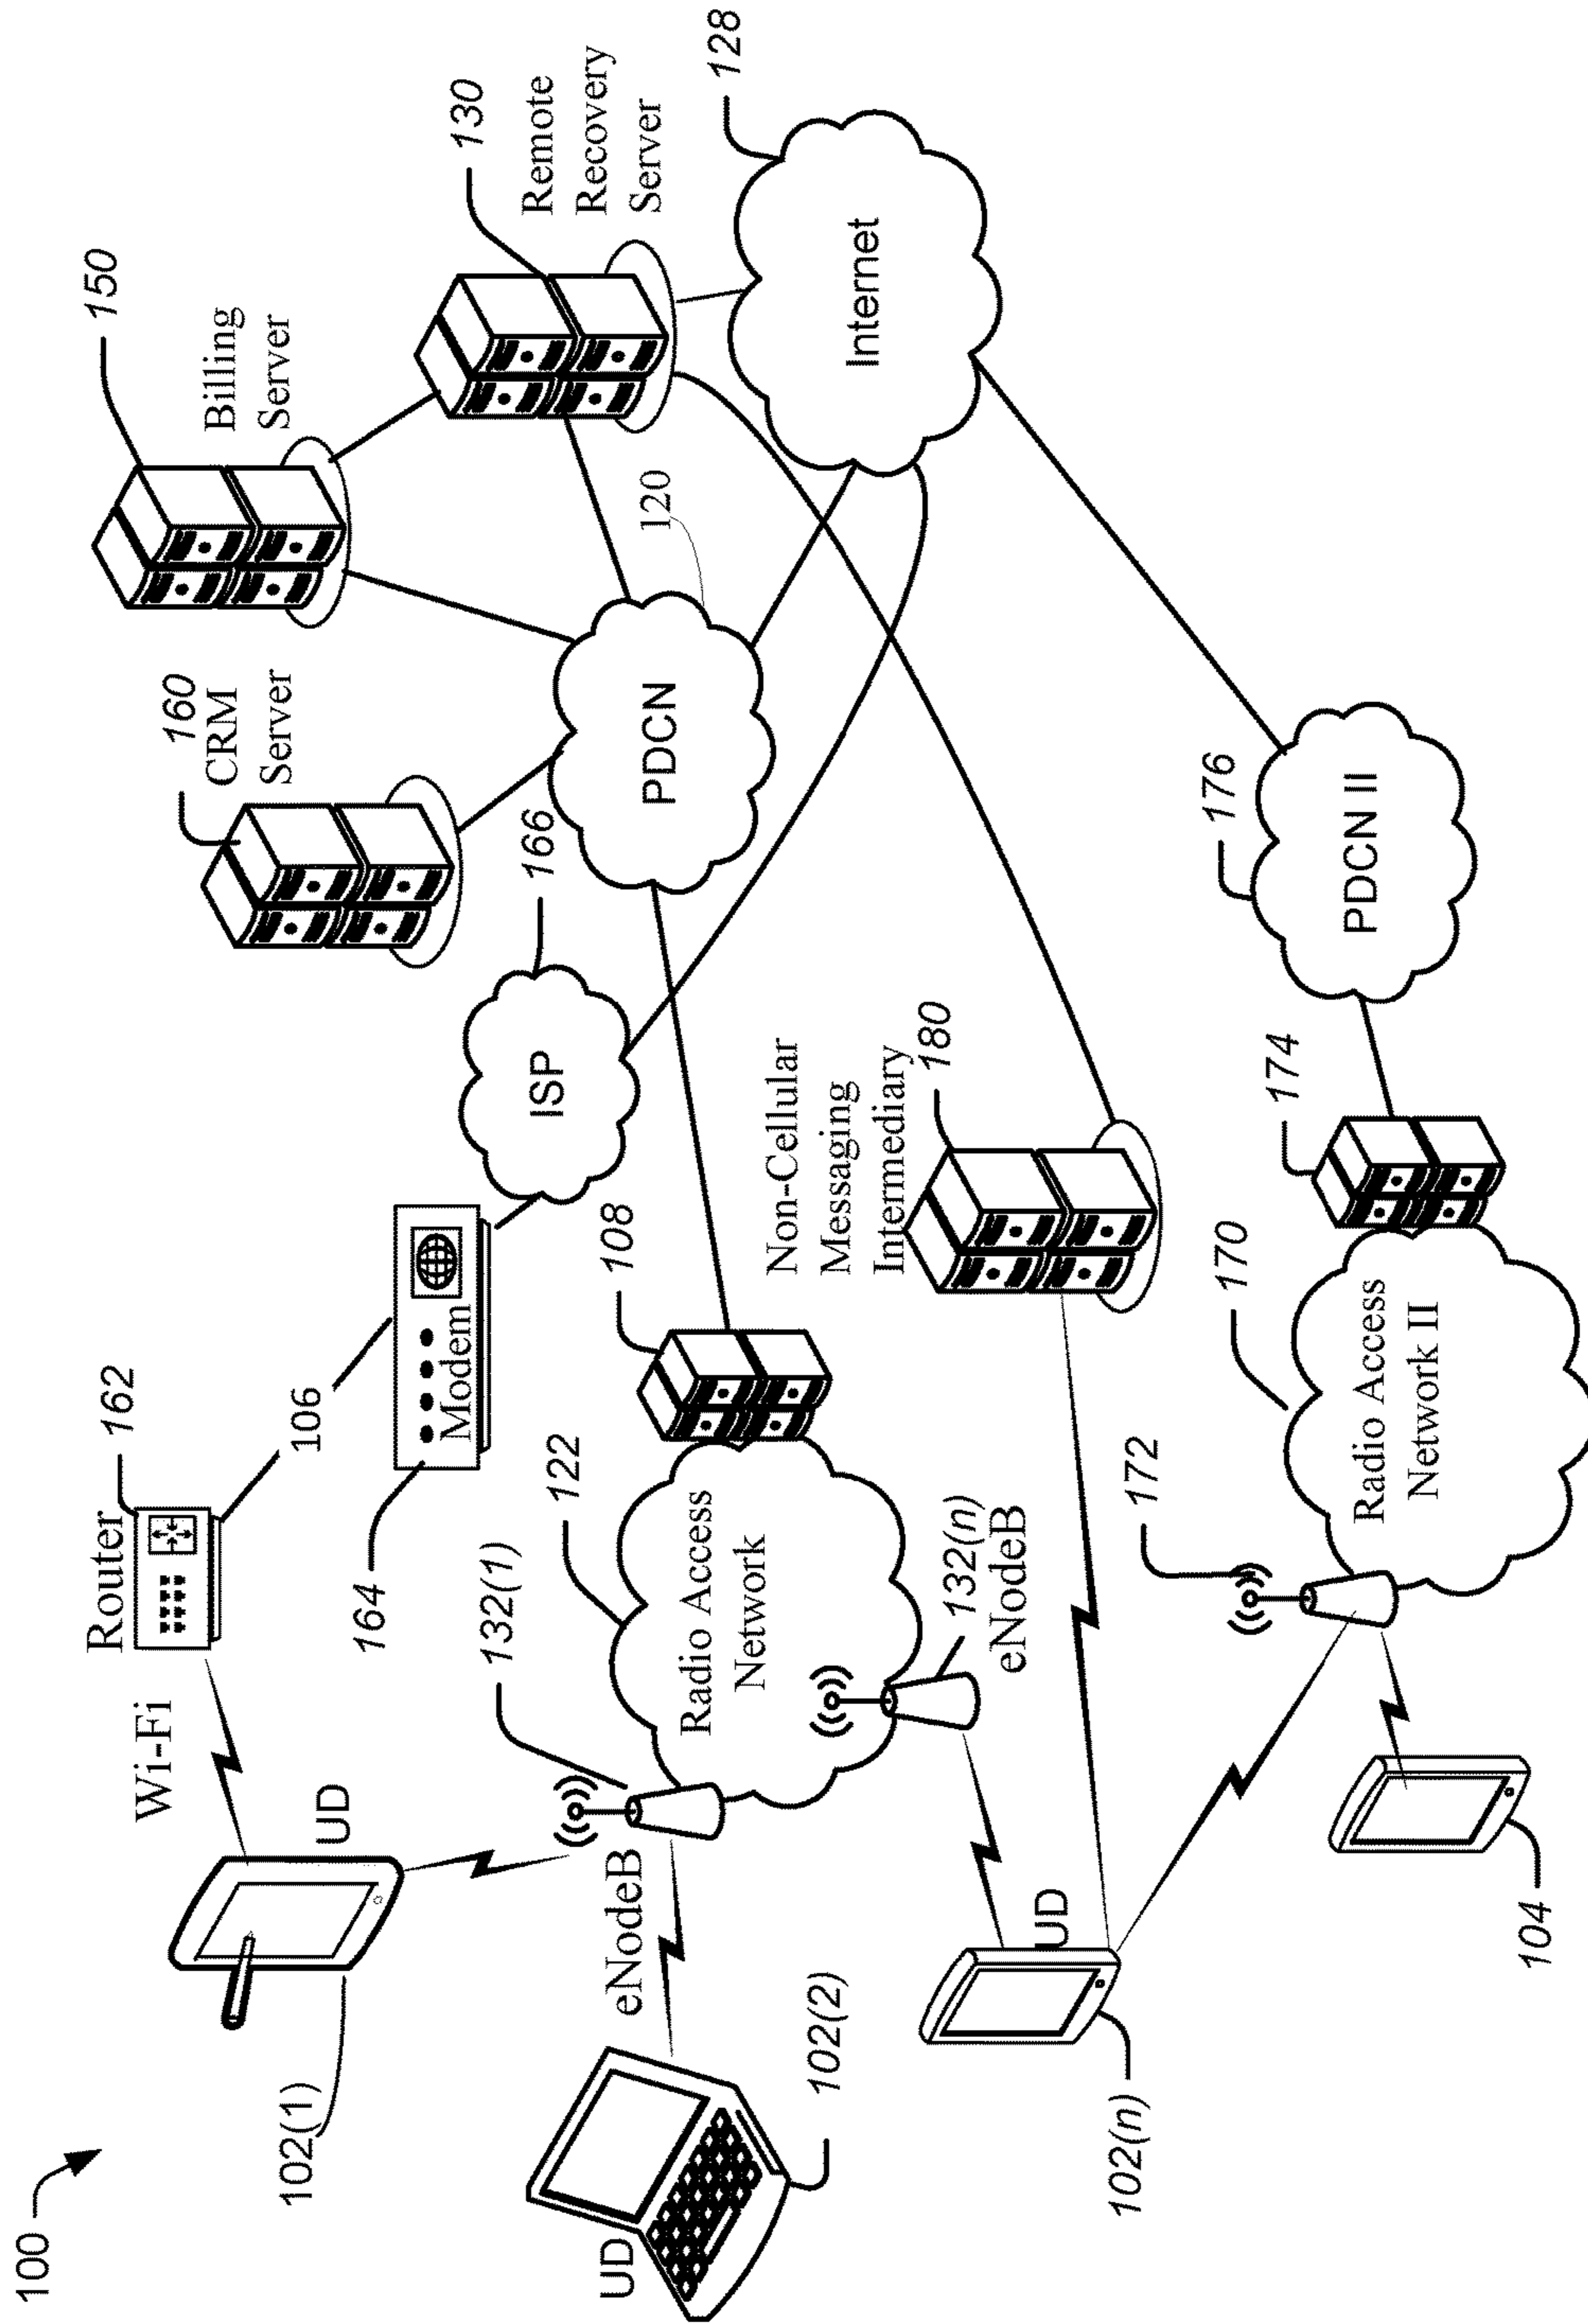 100
102(1)
UD
Wi-Fi
Router
162
106
164
Modem
160
CRM
Server
150
Billing
Server
130
Remote
Recovery
Server
128
Internet
120
PDCN
166
ISP
UD
102(2)
eNodeB
132(1)
122
Radio Access
Network
108
132(n)
eNodeB
Non-Cellular
Messaging
Intermediary
180
UD
102(n)
104
172
170
Radio Access
Network II
174
176
PDCN II